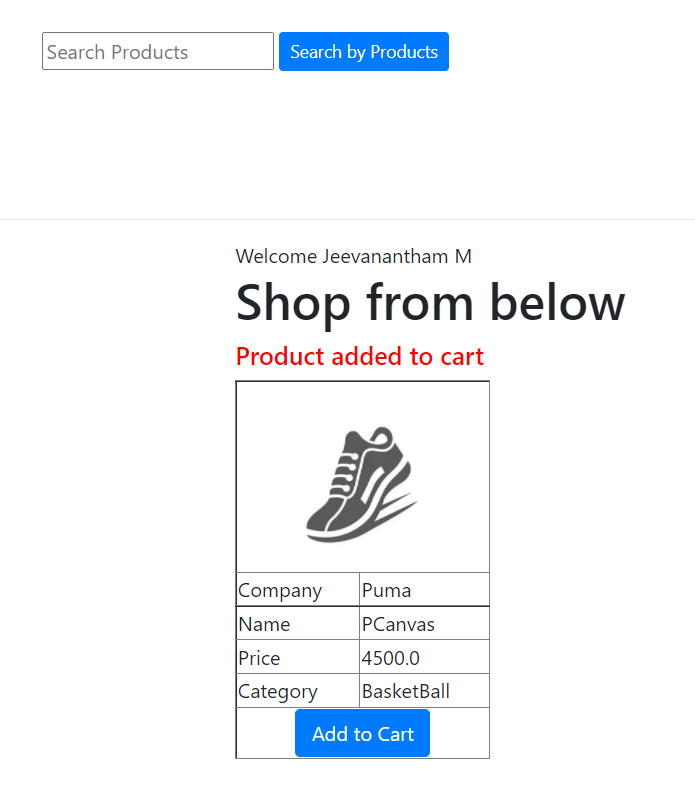 Search Products Search by Products
Welcome Jeevanantham M
Shop from below
Product added to cart
Company Puma
Name PCanvas
Price 4500.0
Category BasketBall
Add to Cart